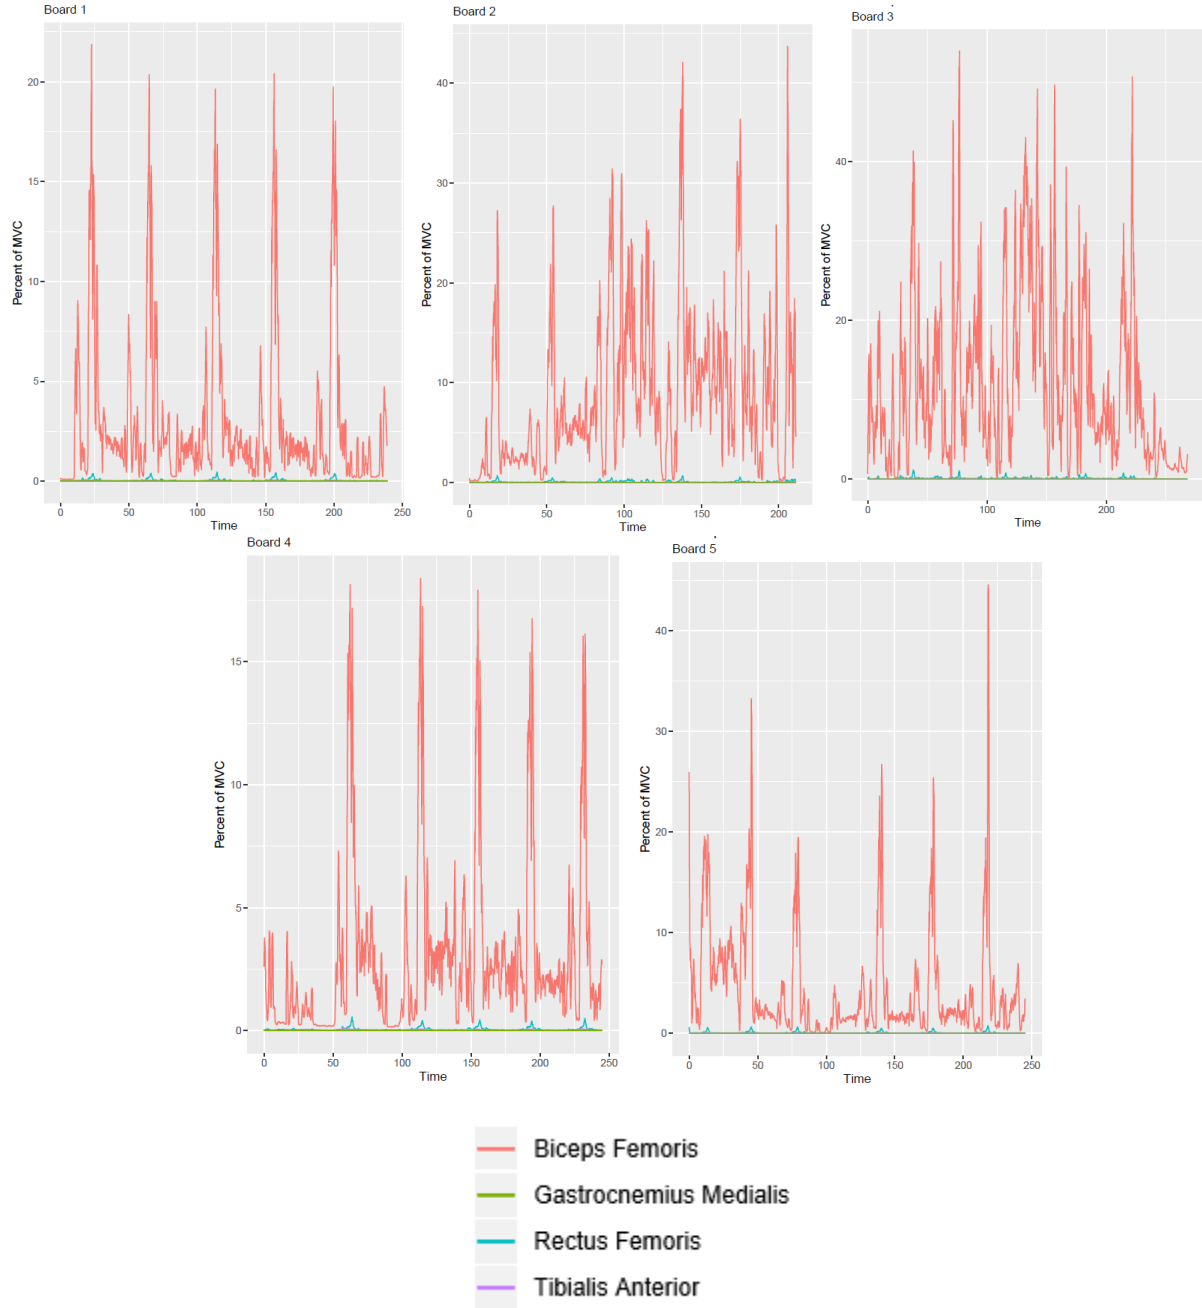 Board 1
Percent of MVC
20
15
10
5
0
0 50 100 150 200 250
Time
Board 2
Percent of MVC
40
30
20
10
0
0 50 100 150 200
Time
Board 3
Percent of MVC
40
20
0
0 100 200
Time
Board 4
Percent of MVC
15
10
5
0
0 50 100 150 200 250
Time
Board 5
Percent of MVC
40
30
20
10
0
0 50 100 150 200 250
Time
Biceps Femoris
Gastrocnemius Medialis
Rectus Femoris
Tibialis Anterior